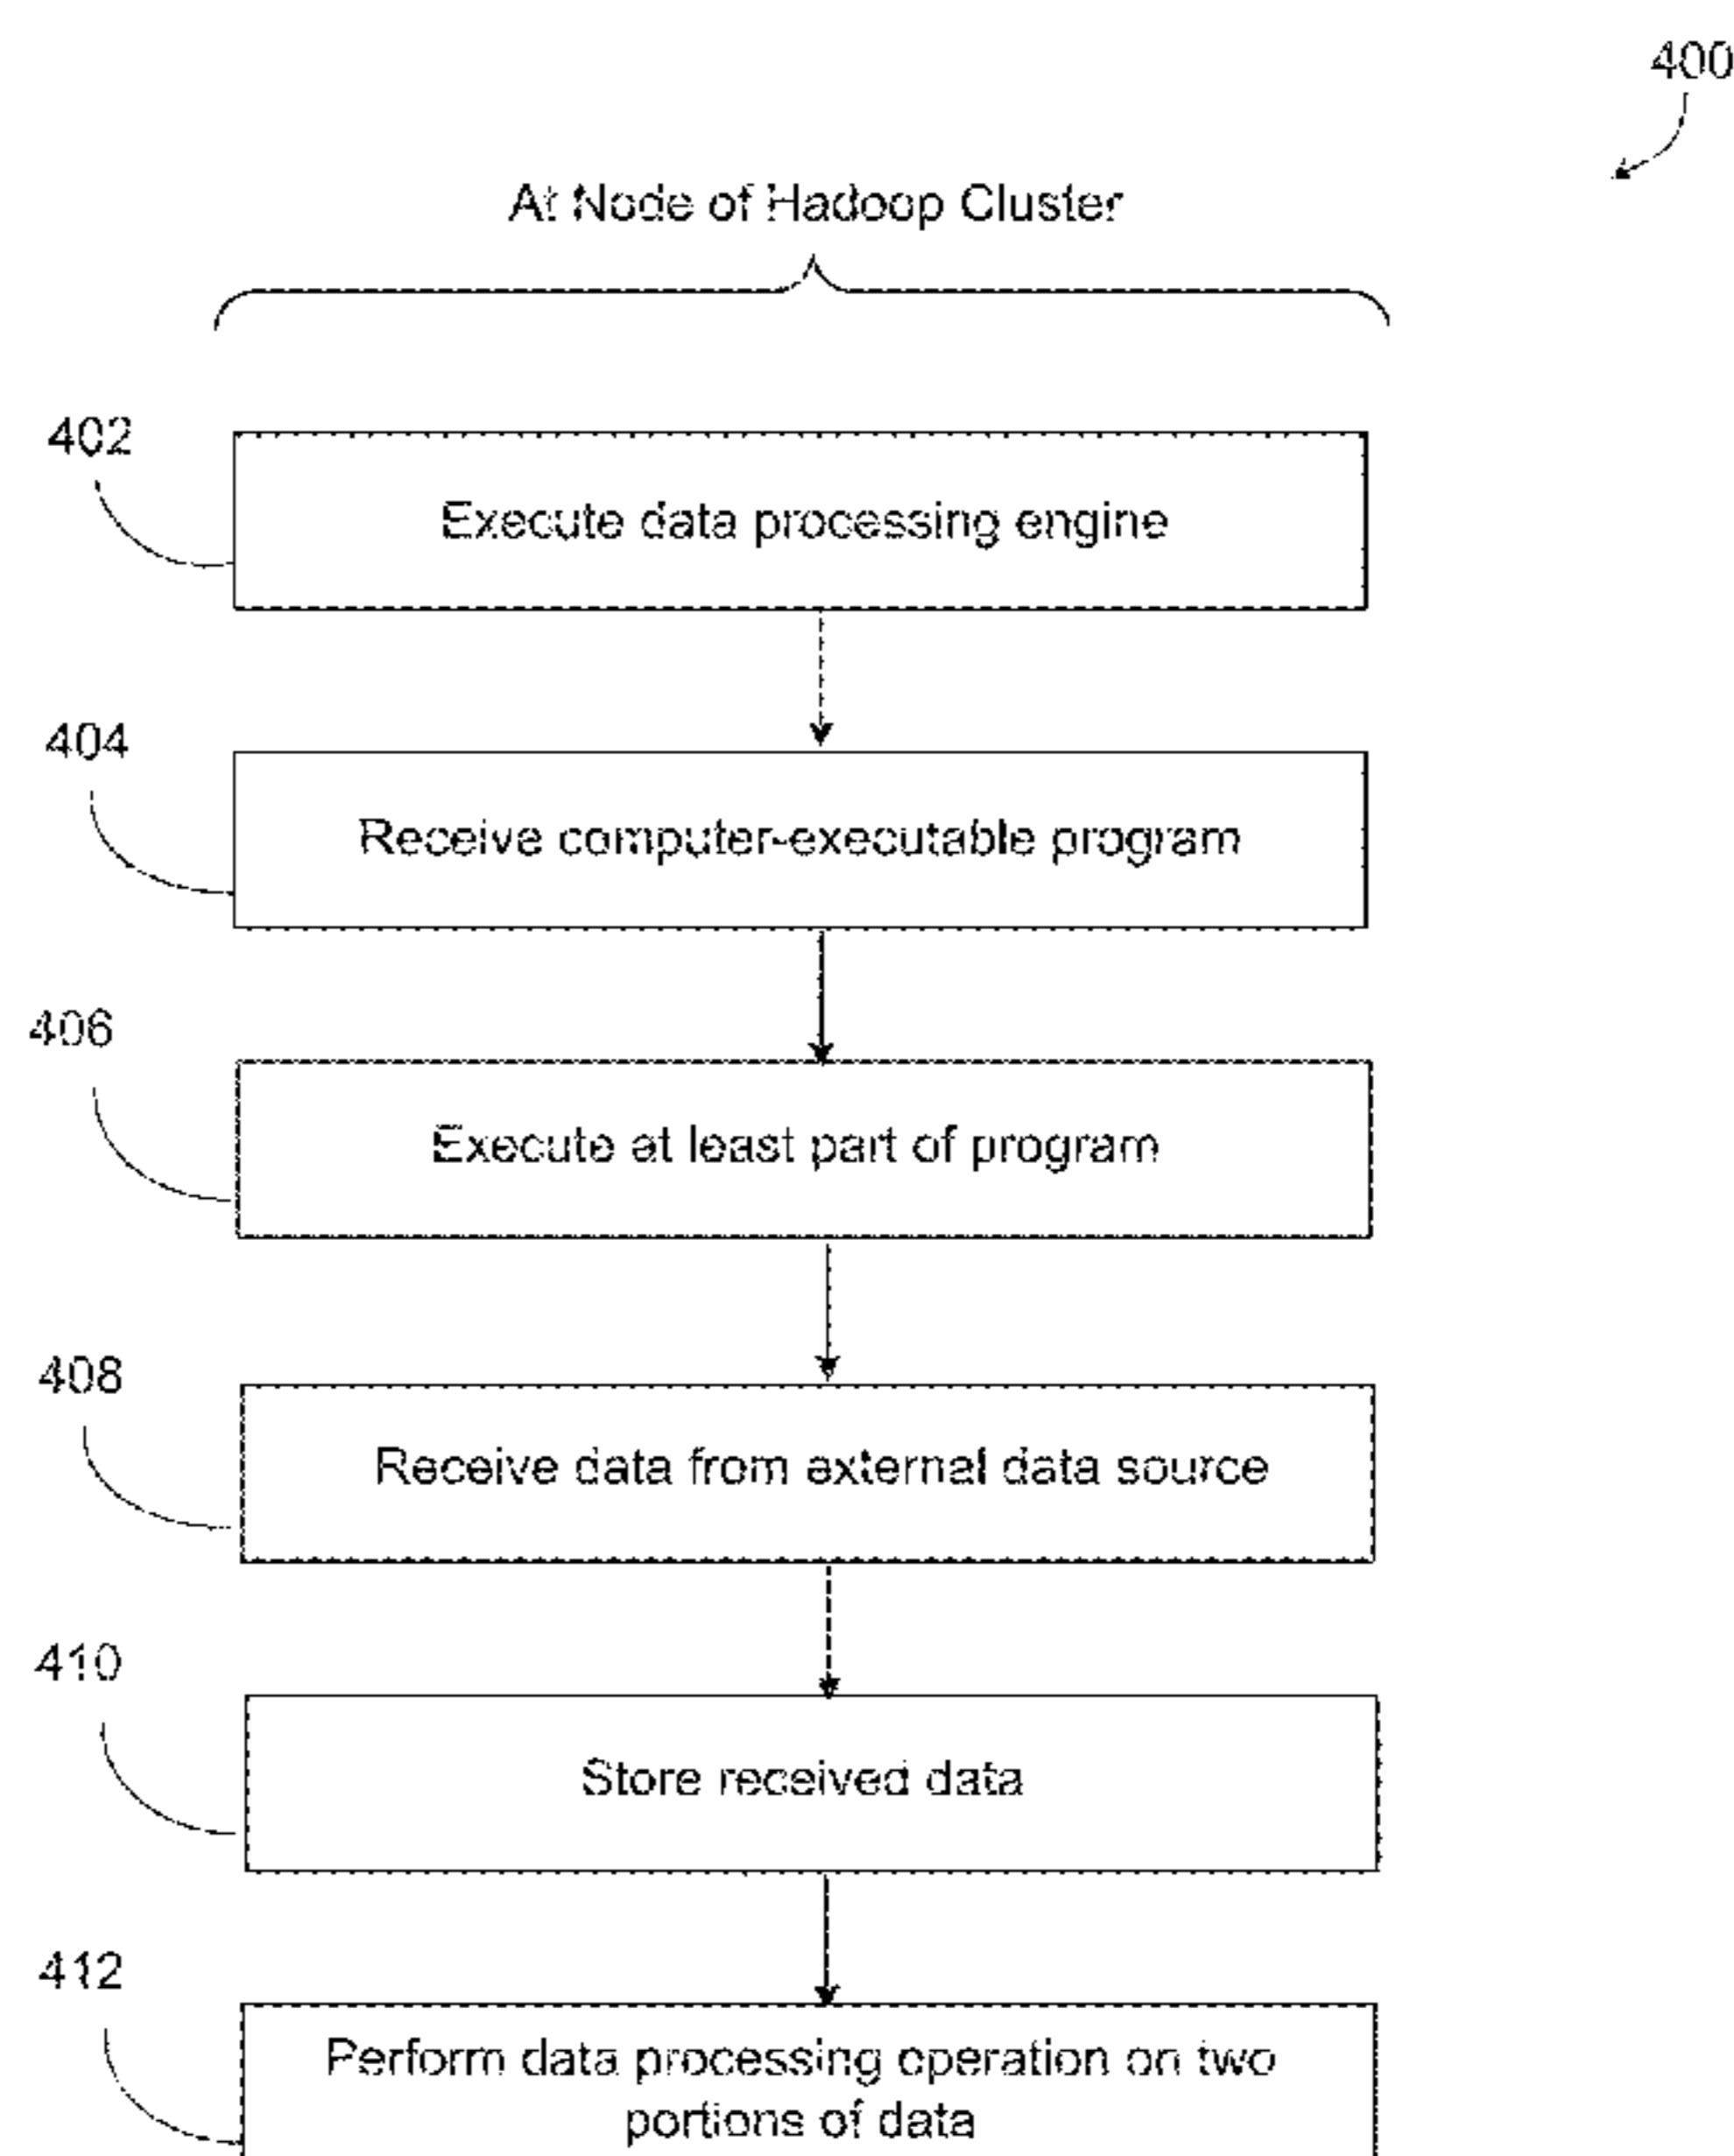 400
At Node of Hadoop Cluster
402
Execute data processing engine
404
Receive computer-executable program
406
Execute at least part of program
408
Receive data from external data source
410
Store received data
412
Perform data processing operation on two
portions of data